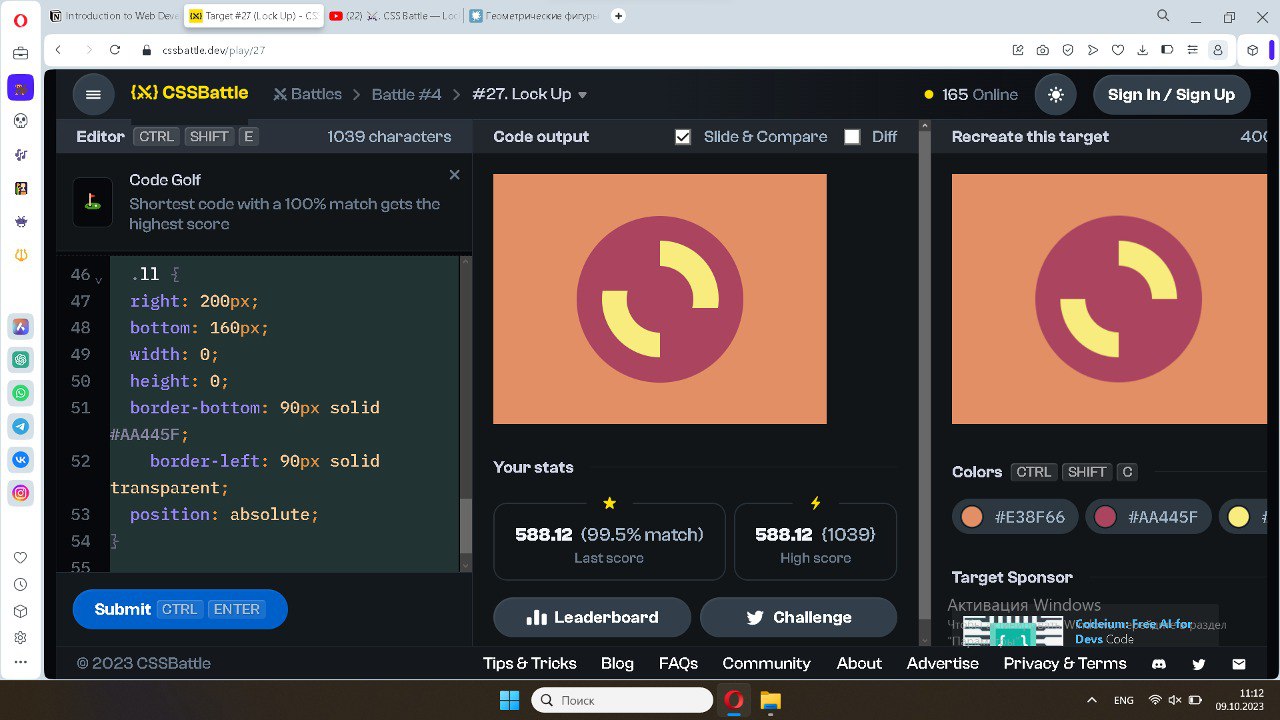 Introduction to Web Dev
Target #27 (Lock Up) - CS
(22)
CSS Battle — Lo
Геометрические фигуры
cssbattle.dev/play/27
CSSBattle
Battles > Battle #4 > #27. Lock Up
165 Online
Sign In / Sign Up
Editor CTRL SHIFT E 1039 characters
Code output Slide & Compare Diff
Recreate this target 400
Code Golf
Shortest code with a 100% match gets the
highest score
46 .ll {
47 right: 200px;
48 bottom: 160px;
49 width: 0;
50 height: 0;
51 border-bottom: 90px solid
#AA445F;
52 border-left: 90px solid
transparent;
53 position: absolute;
54 }
55
Submit CTRL ENTER
Your stats
588.12 (99.5% match)
Last score
588.12 {1039}
High score
Leaderboard
Challenge
Colors CTRL SHIFT C
#E38F66 #AA445F #
Target Sponsor
Активация Windows
Codeium: Free AI for
Devs Code
раздел
© 2023 CSSBattle
Tips & Tricks Blog FAQs Community About Advertise Privacy & Terms
Поиск
ENG
11:12
09.10.2023